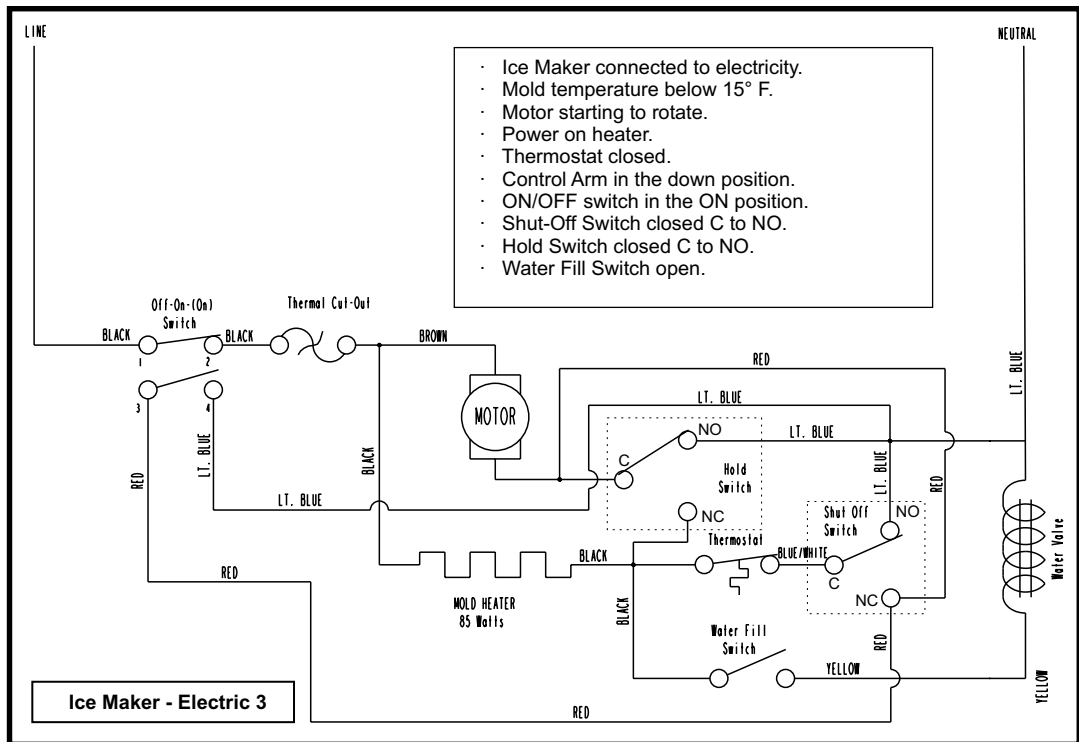 LINE
NEUTRAL
· Ice Maker connected to electricity.
· Mold temperature below 15° F.
· Motor starting to rotate.
· Power on heater.
· Thermostat closed.
· Control Arm in the down position.
· ON/OFF switch in the ON position.
· Shut-Off Switch closed C to NO.
· Hold Switch closed C to NO.
· Water Fill Switch open.
Off-On-(On)
Switch
Thermal Cut-Out
BLACK
BLACK
BROWN
1
2
3
4
RED
LT. BLUE
LT. BLUE
MOTOR
LT. BLUE
NO
LT. BLUE
C
Hold
Switch
NC
BLACK
RED
LT. BLUE
LT. BLUE
RED
Shut Off
Switch
NO
Thermostat
BLUE/WHITE
C
NC
Water Valve
BLACK
RED
MOLD HEATER
85 Watts
BLACK
Water Fill
Switch
RED
YELLOW
YELLOW
Ice Maker - Electric 3
RED